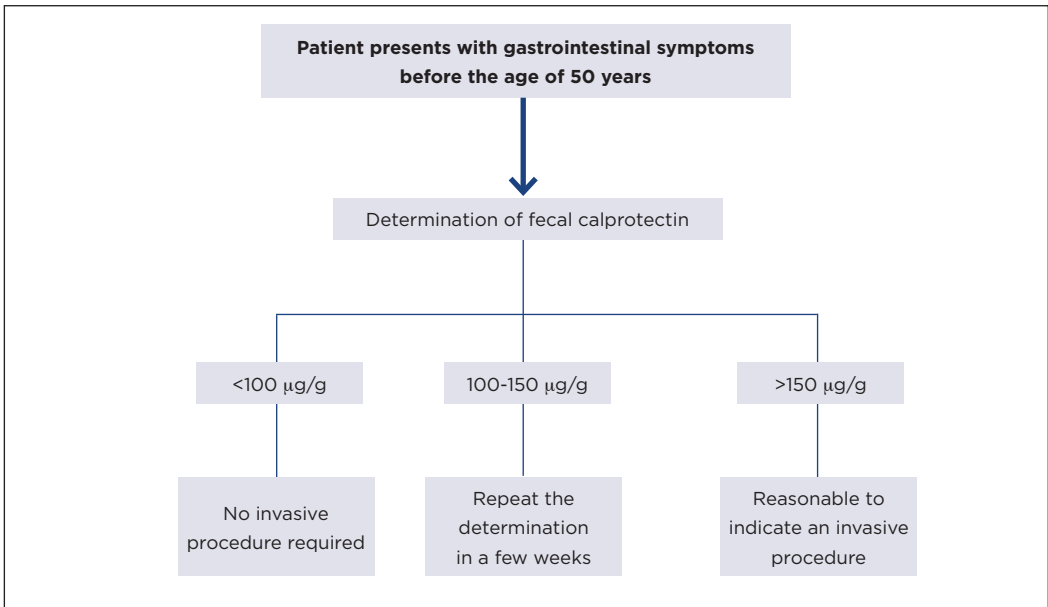 Patient presents with gastrointestinal symptoms
before the age of 50 years
Determination of fecal calprotectin
<100 μg/g
100-150 μg/g
>150 μg/g
No invasive
procedure required
Repeat the
determination
in a few weeks
Reasonable to
indicate an invasive
procedure